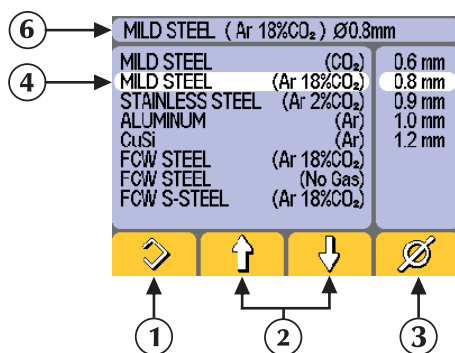 6 MILD STEEL ( Ar 18%CO₂ ) Ø0.8mm
MILD STEEL (CO₂) 0.6 mm
4 MILD STEEL (Ar 18%CO₂) 0.8 mm
STAINLESS STEEL (Ar 2%CO₂) 0.9 mm
ALUMINUM (Ar) 1.0 mm
CuSi (Ar) 1.2 mm
FCW STEEL (Ar 18%CO₂)
FCW STEEL (No Gas)
FCW S-STEEL (Ar 18%CO₂)
Ø
1 2 3